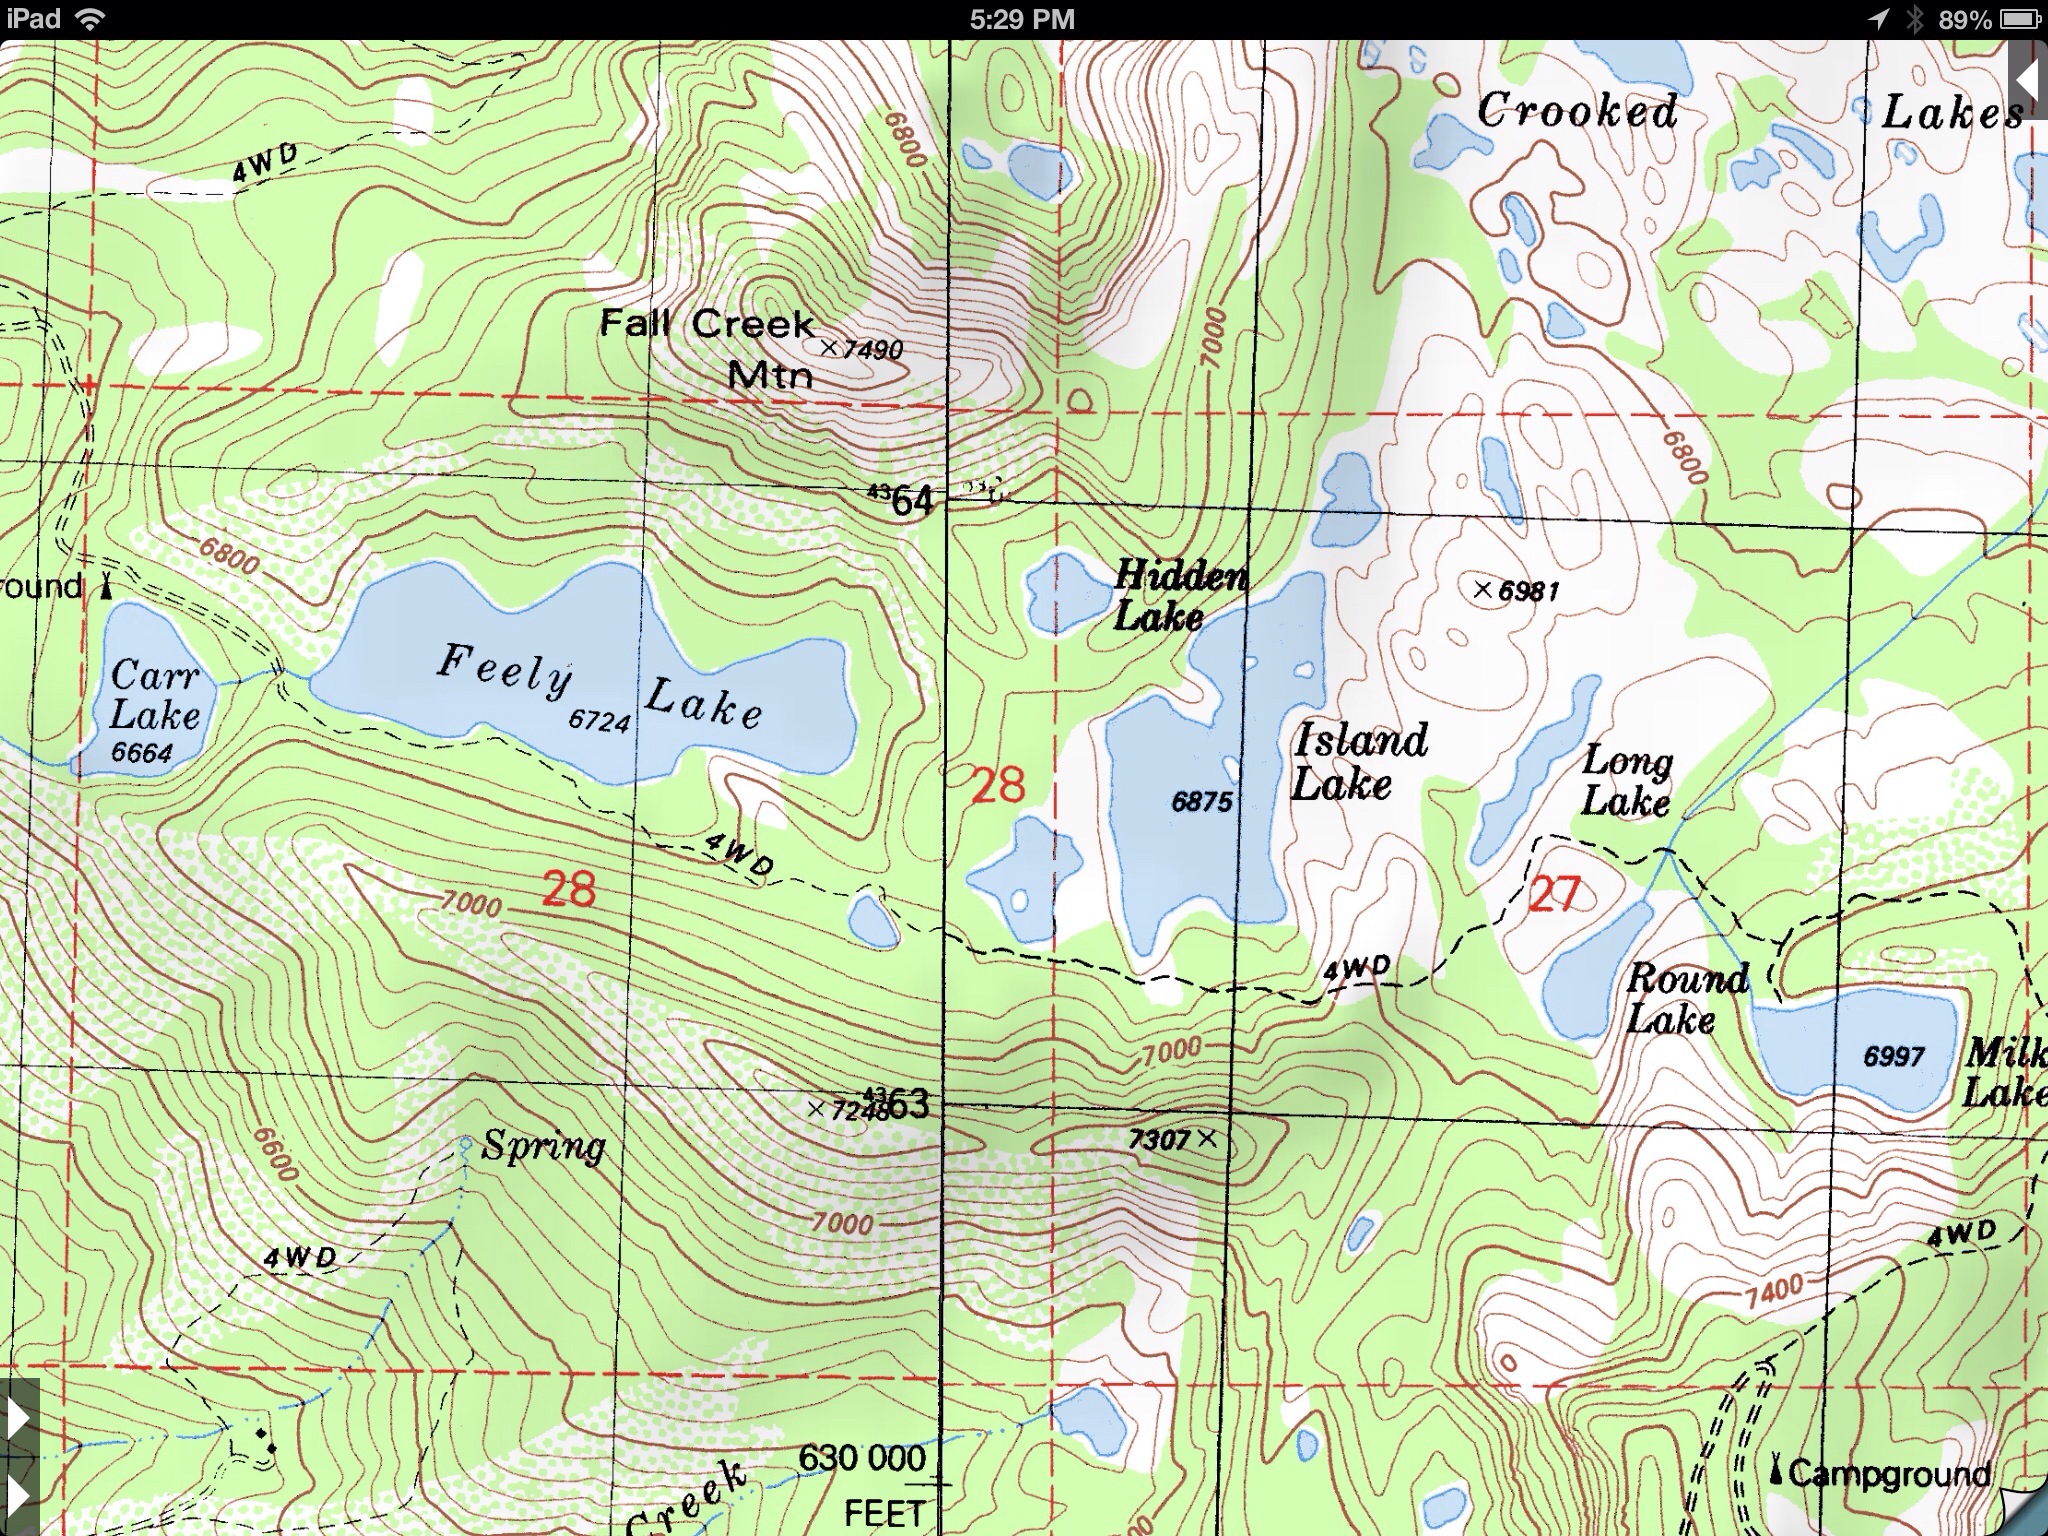 iPad
5:29 PM
89%
Crooked Lakes
6800
4WD
Fall Creek
Mtn
7490
7000
6800
4364
6800
Hidden
Lake
6981
round
Carr
Lake
6664
Feely Lake
6724
Island
Lake
6875
Long
Lake
28
4WD
28
7000
27
4WD
Round
Lake
6997
Milk
Lake
7000
7248
4363
7307
Spring
6600
7000
4WD
4WD
7400
630 000
FEET
Creek
Campground